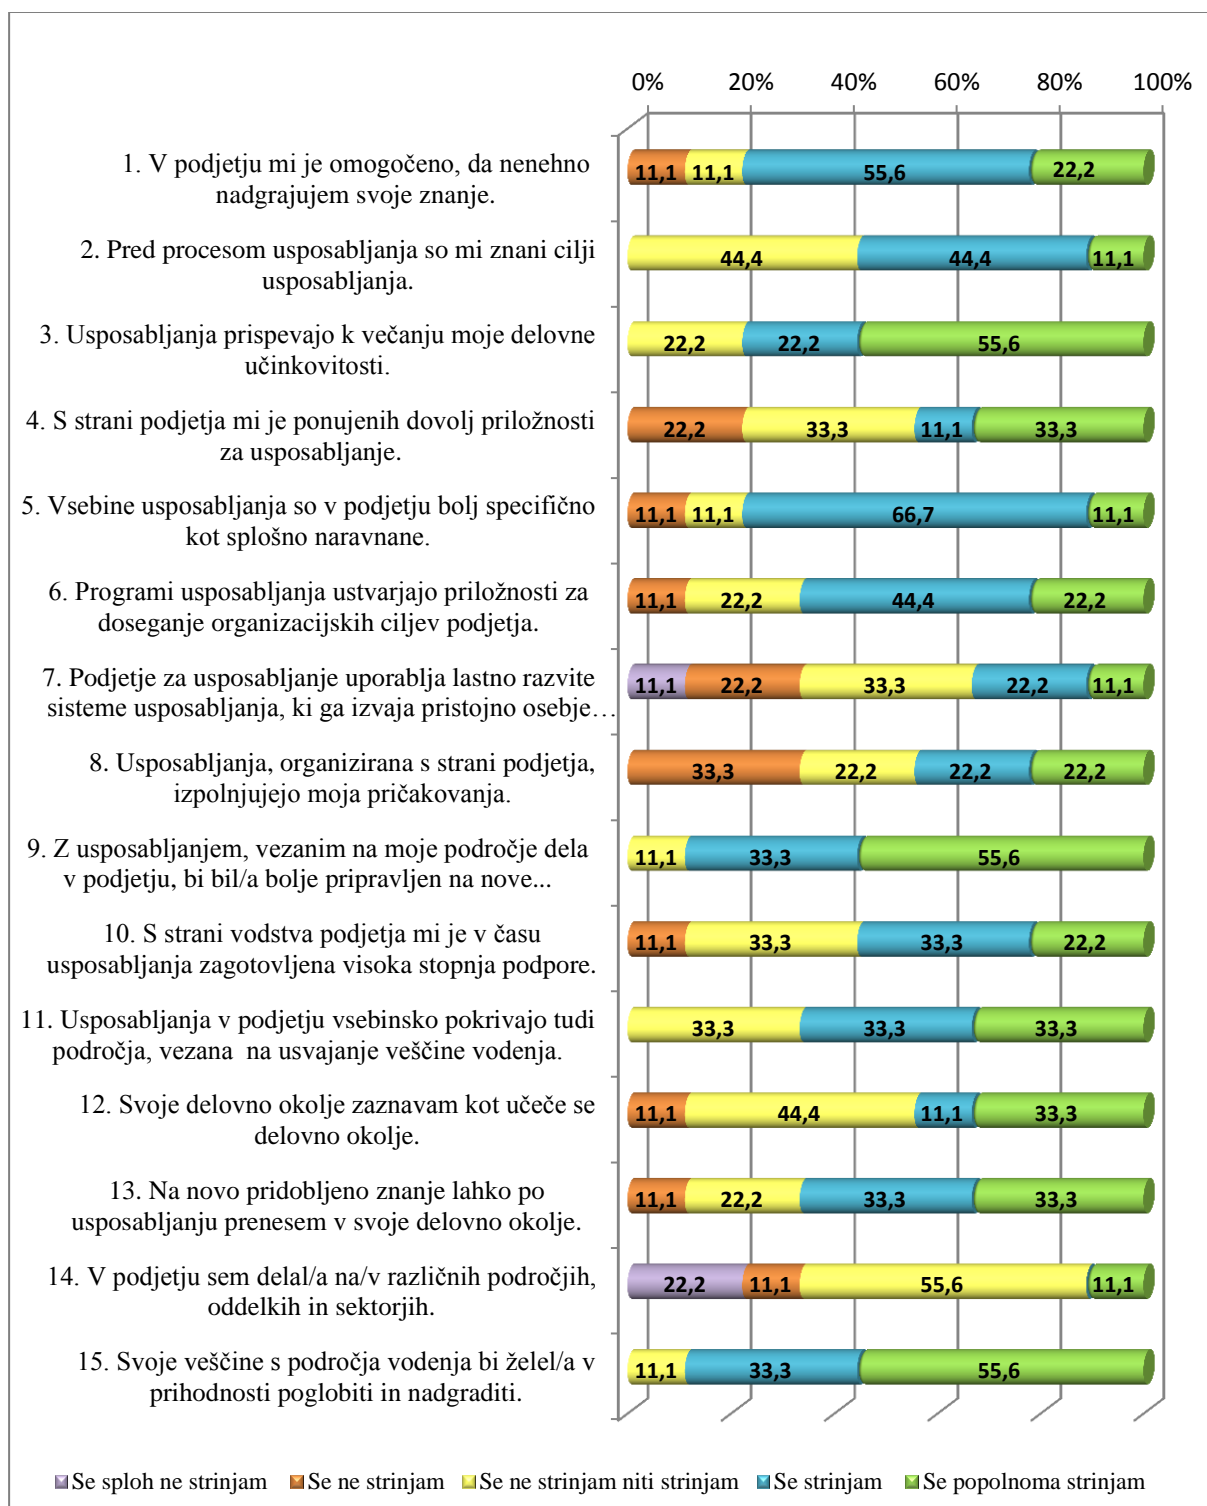 0% 20% 40% 60% 80% 100%
1. V podjetju mi je omogočeno, da nenehno
nadgrajujem svoje znanje.
11,1 11,1 55,6 22,2
2. Pred procesom usposabljanja so mi znani cilji
usposabljanja.
44,4 44,4 11,1
3. Usposabljanja prispevajo k večanju moje delovne
učinkovitosti.
22,2 22,2 55,6
4. S strani podjetja mi je ponujenih dovolj priložnosti
za usposabljanje.
22,2 33,3 11,1 33,3
5. Vsebine usposabljanja so v podjetju bolj specifično
kot splošno naravnane.
11,1 11,1 66,7 11,1
6. Programi usposabljanja ustvarjajo priložnosti za
doseganje organizacijskih ciljev podjetja.
11,1 22,2 44,4 22,2
7. Podjetje za usposabljanje uporablja lastno razvite
sisteme usposabljanja, ki ga izvaja pristojno osebje…
11,1 22,2 33,3 22,2 11,1
8. Usposabljanja, organizirana s strani podjetja,
izpolnjujejo moja pričakovanja.
33,3 22,2 22,2 22,2
9. Z usposabljanjem, vezanim na moje področje dela
v podjetju, bi bil/a bolje pripravljen na nove...
11,1 33,3 55,6
10. S strani vodstva podjetja mi je v času
usposabljanja zagotovljena visoka stopnja podpore.
11,1 33,3 33,3 22,2
11. Usposabljanja v podjetju vsebinsko pokrivajo tudi
področja, vezana na usvajanje veščine vodenja.
33,3 33,3 33,3
12. Svoje delovno okolje zaznavam kot učeče se
delovno okolje.
11,1 44,4 11,1 33,3
13. Na novo pridobljeno znanje lahko po
usposabljanju prenesem v svoje delovno okolje.
11,1 22,2 33,3 33,3
14. V podjetju sem delal/a na/v različnih področjih,
oddelkih in sektorjih.
22,2 11,1 55,6 11,1
15. Svoje veščine s področja vodenja bi želel/a v
prihodnosti poglobiti in nadgraditi.
11,1 33,3 55,6
Se sploh ne strinjam Se ne strinjam Se ne strinjam niti strinjam Se strinjam Se popolnoma strinjam